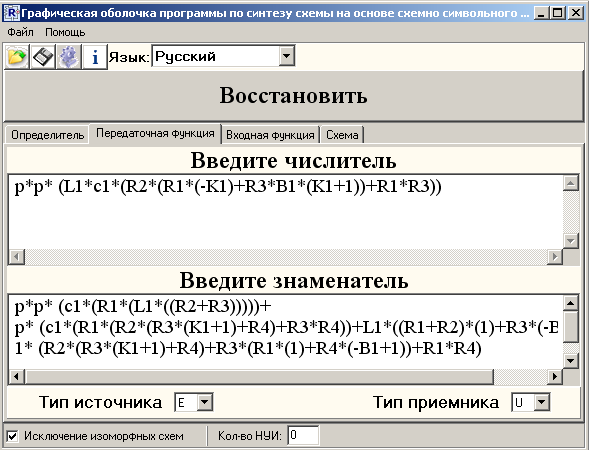 Графическая оболочка программы по синтезу схемы на основе схемно символьного ...
Файл Помощь
Язык: Русский
Восстановить
Определитель Передаточная функция Входная функция Схема
Введите числитель
p*p* (L1*c1*(R2*(R1*(-K1)+R3*B1*(K1+1))+R1*R3))
Введите знаменатель
p*p* (c1*(R1*(L1*((R2+R3)))))+
p* (c1*(R1*(R2*(R3*(K1+1)+R4)+R3*R4))+L1*((R1+R2)*(1)+R3*(-B
1* (R2*(R3*(K1+1)+R4)+R3*(R1*(1)+R4*(-B1+1))+R1*R4)
Тип источника E Тип приемника U
Исключение изоморфных схем Кол-во НУИ: 0